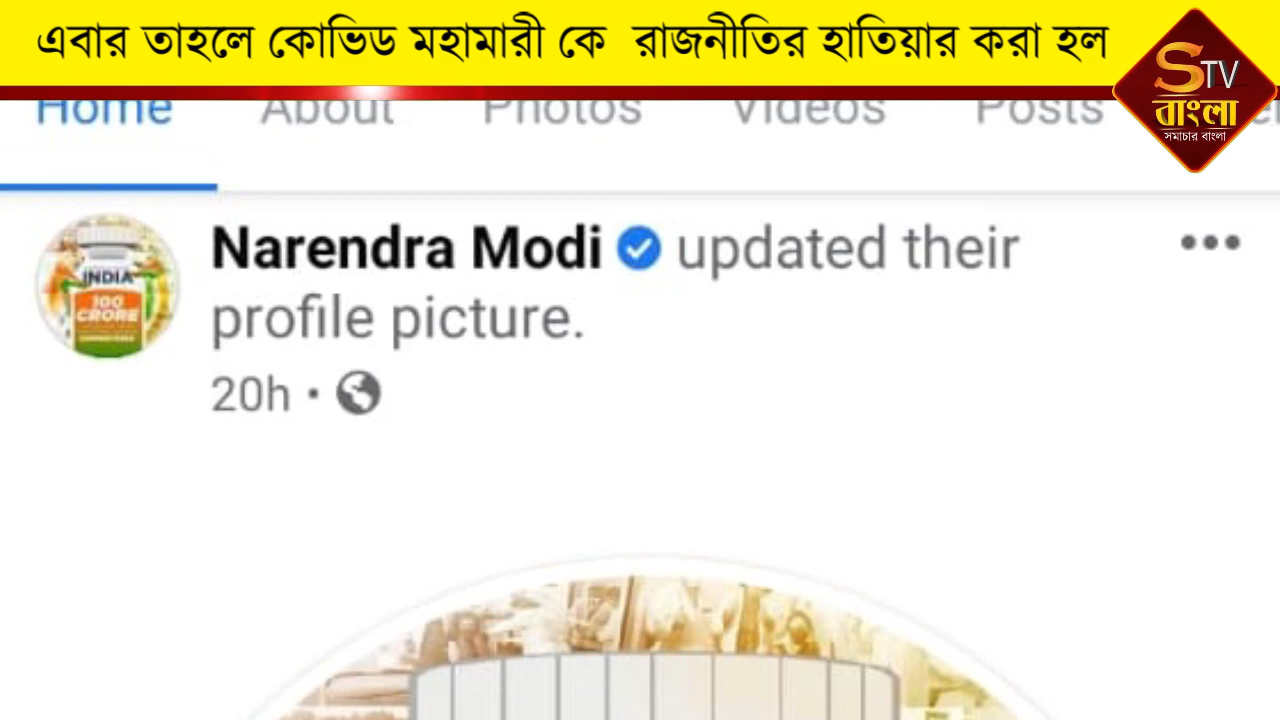 এবার তাহলে কোভিড মহামারী কে রাজনীতির হাতিয়ার করা হল
STV
বাংলা
সমাচার বাংলা
Home About Photos Videos Posts
Narendra Modi updated their
profile picture.
20h
INDIA
100
CRORE